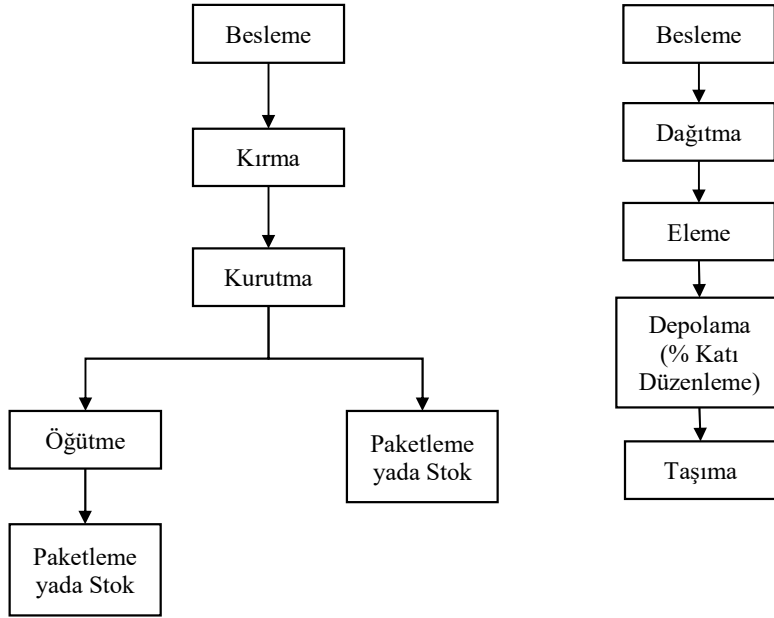 Besleme
Kırma
Kurutma
Öğütme
Paketleme
yada Stok
Paketleme
yada Stok
Besleme
Dağıtma
Eleme
Depolama
(% Katı
Düzenleme)
Taşıma